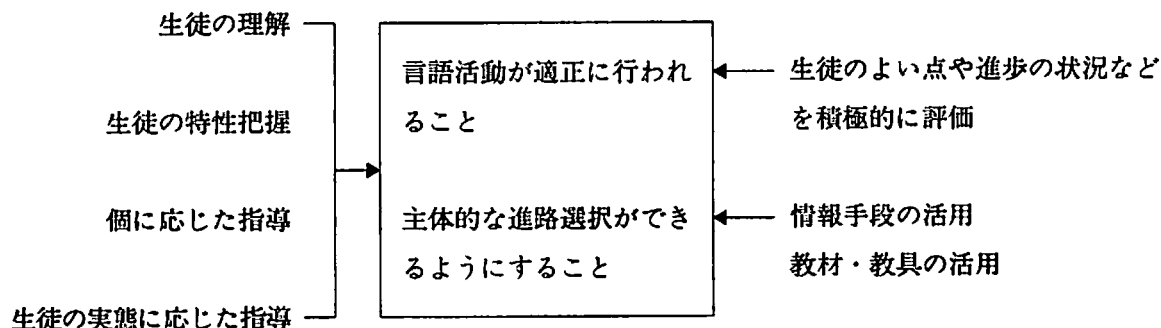 生徒の理解
生徒の特性把握
個に応じた指導
生徒の実態に応じた指導
言語活動が適正に行われ
ること
主体的な進路選択ができ
るようにすること
生徒のよい点や進歩の状況など
を積極的に評価
情報手段の活用
教材・教具の活用